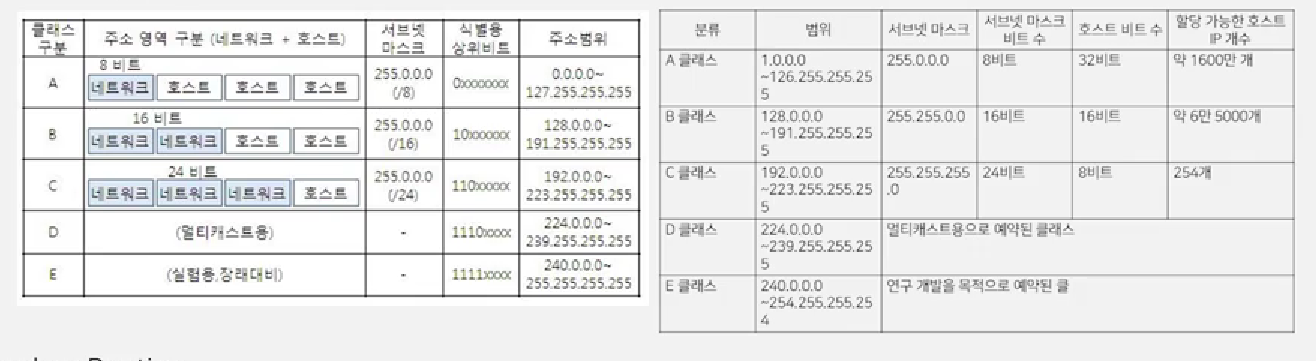 클래스 구분 주소 영역 구분 (네트워크 + 호스트) 서브넷 마스크 식별용 상위비트 주소범위
8 비트
A 네트워크 호스트 호스트 호스트 255.0.0.0 (/8) 0xxxxxxx 0.0.0.0~ 127.255.255.255
16 비트
B 네트워크 네트워크 호스트 호스트 255.0.0.0 (/16) 10xxxxxx 128.0.0.0~ 191.255.255.255
24 비트
C 네트워크 네트워크 네트워크 호스트 255.0.0.0 (/24) 110xxxxx 192.0.0.0~ 223.255.255.255
D (멀티캐스트용) - 1110xxxx 224.0.0.0~ 239.255.255.255
E (실험용,장래대비) - 1111xxxx 240.0.0.0~ 255.255.255.255
분류 범위 서브넷 마스크 서브넷 마스크 비트 수 호스트 비트 수 할당 가능한 호스트 IP 개수
A 클래스 1.0.0.0 ~126.255.255.255 255.0.0.0 8비트 32비트 약 1600만 개
B 클래스 128.0.0.0 ~191.255.255.255 255.255.0.0 16비트 16비트 약 6만 5000개
C 클래스 192.0.0.0 ~223.255.255.255 255.255.255.0 24비트 8비트 254개
D 클래스 224.0.0.0 ~239.255.255.255 멀티캐스트용으로 예약된 클래스
E 클래스 240.0.0.0 ~254.255.255.254 연구 개발을 목적으로 예약된 클